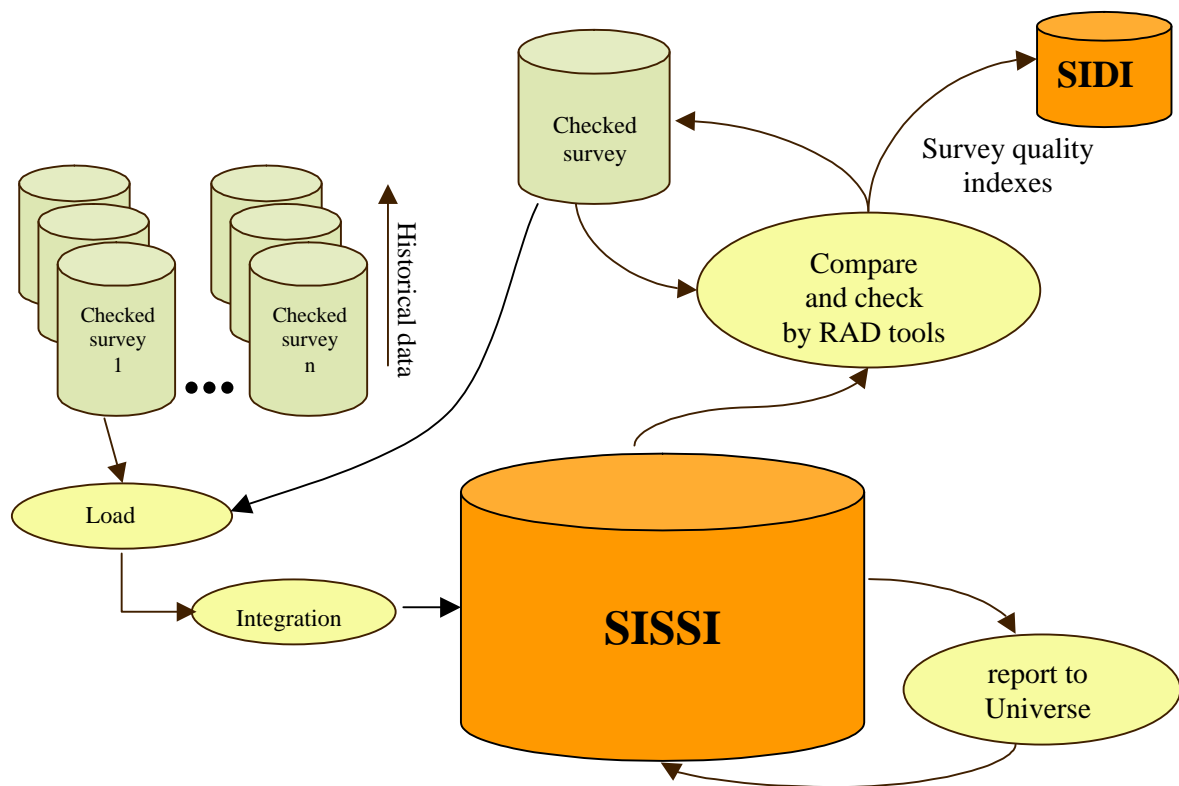 SIDI
Checked
survey
Survey quality
indexes
Historical data
Compare
and check
by RAD tools
Checked
survey
1
Checked
survey
n
Load
Integration
SISSI
report to
Universe